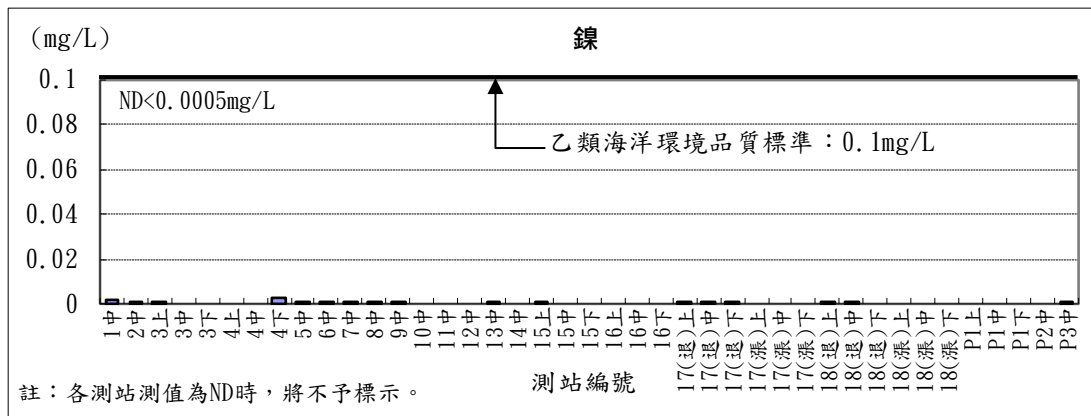 (mg/L)
鎳
0.1
ND<0.0005mg/L
0.08
乙類海洋環境品質標準：0.1mg/L
0.06
0.04
0.02
0
1中
2中
3上
3中
3下
4上
4中
4下
5中
6中
7中
8中
9中
10中
11中
12中
13中
14中
15上
15中
15下
16上
16中
16下
17(退)上
17(退)中
17(退)下
17(漲)上
17(漲)中
17(漲)下
18(退)上
18(退)中
18(退)下
18(漲)上
18(漲)中
18(漲)下
P1上
P1中
P1下
P2中
P3中
測站編號
註：各測站測值為ND時，將不予標示。